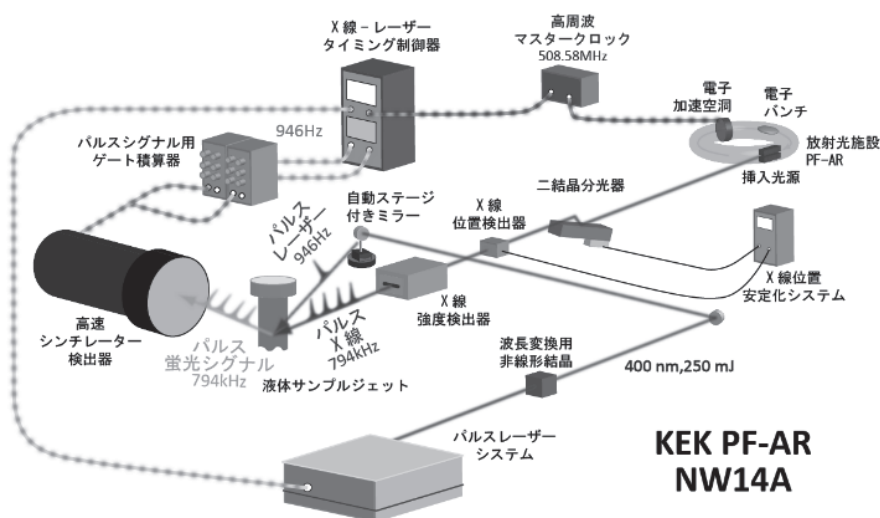 X線－レーザー
タイミング制御器
高周波
マスタークロック
508.58MHz
電子
加速空洞
電子
バンチ
放射光施設
PF-AR
挿入光源
パルスシグナル用
ゲート積算器
946Hz
二結晶分光器
X線
位置検出器
自動ステージ
付きミラー
パルス
レーザー
946Hz
X線位置
安定化システム
X線
強度検出器
高速
シンチレーター
検出器
パルス
蛍光シグナル
794kHz
パルス
X線
794kHz
液体サンプルジェット
波長変換用
非線形結晶
400 nm,250 mJ
パルスレーザー
システム
KEK PF-AR
NW14A